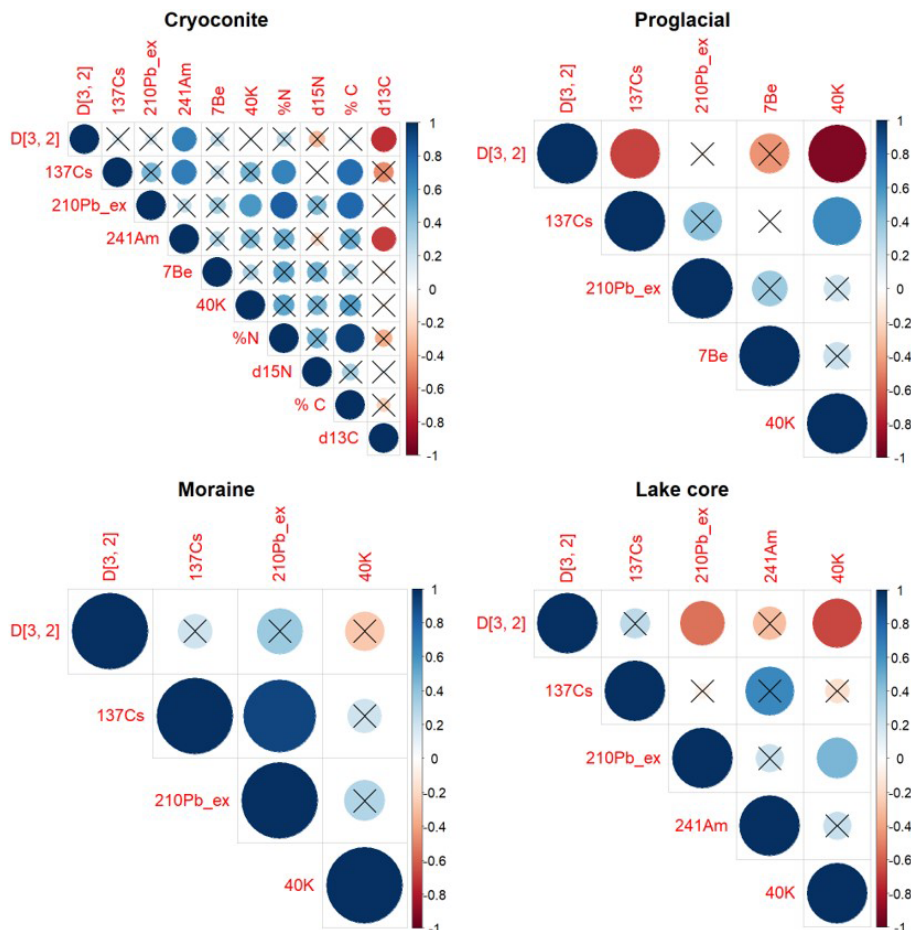 Cryoconite
D[3, 2] 137Cs 210Pb_ex 241Am 7Be 40K %N d15N % C d13C
D[3, 2]
137Cs
210Pb_ex
241Am
7Be
40K
%N
d15N
% C
d13C
1
0.8
0.6
0.4
0.2
0
-0.2
-0.4
-0.6
-0.8
-1
Proglacial
D[3, 2] 137Cs 210Pb_ex 7Be 40K
D[3, 2]
137Cs
210Pb_ex
7Be
40K
1
0.8
0.6
0.4
0.2
0
-0.2
-0.4
-0.6
-0.8
-1
Moraine
D[3, 2] 137Cs 210Pb_ex 40K
D[3, 2]
137Cs
210Pb_ex
40K
1
0.8
0.6
0.4
0.2
0
-0.2
-0.4
-0.6
-0.8
-1
Lake core
D[3, 2] 137Cs 210Pb_ex 241Am 40K
D[3, 2]
137Cs
210Pb_ex
241Am
40K
1
0.8
0.6
0.4
0.2
0
-0.2
-0.4
-0.6
-0.8
-1